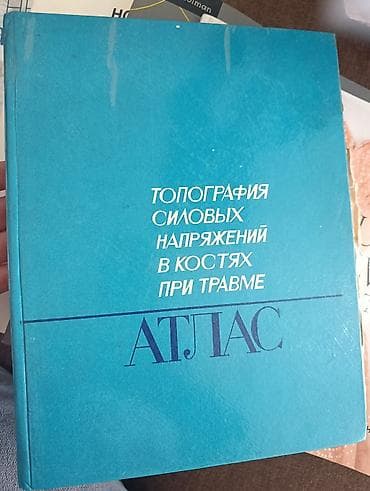 ТОПОГРАФИЯ
СИЛОВЫХ
НАПРЯЖЕНИЙ
В КОСТЯХ
ПРИ ТРАВМЕ
АТЛАС